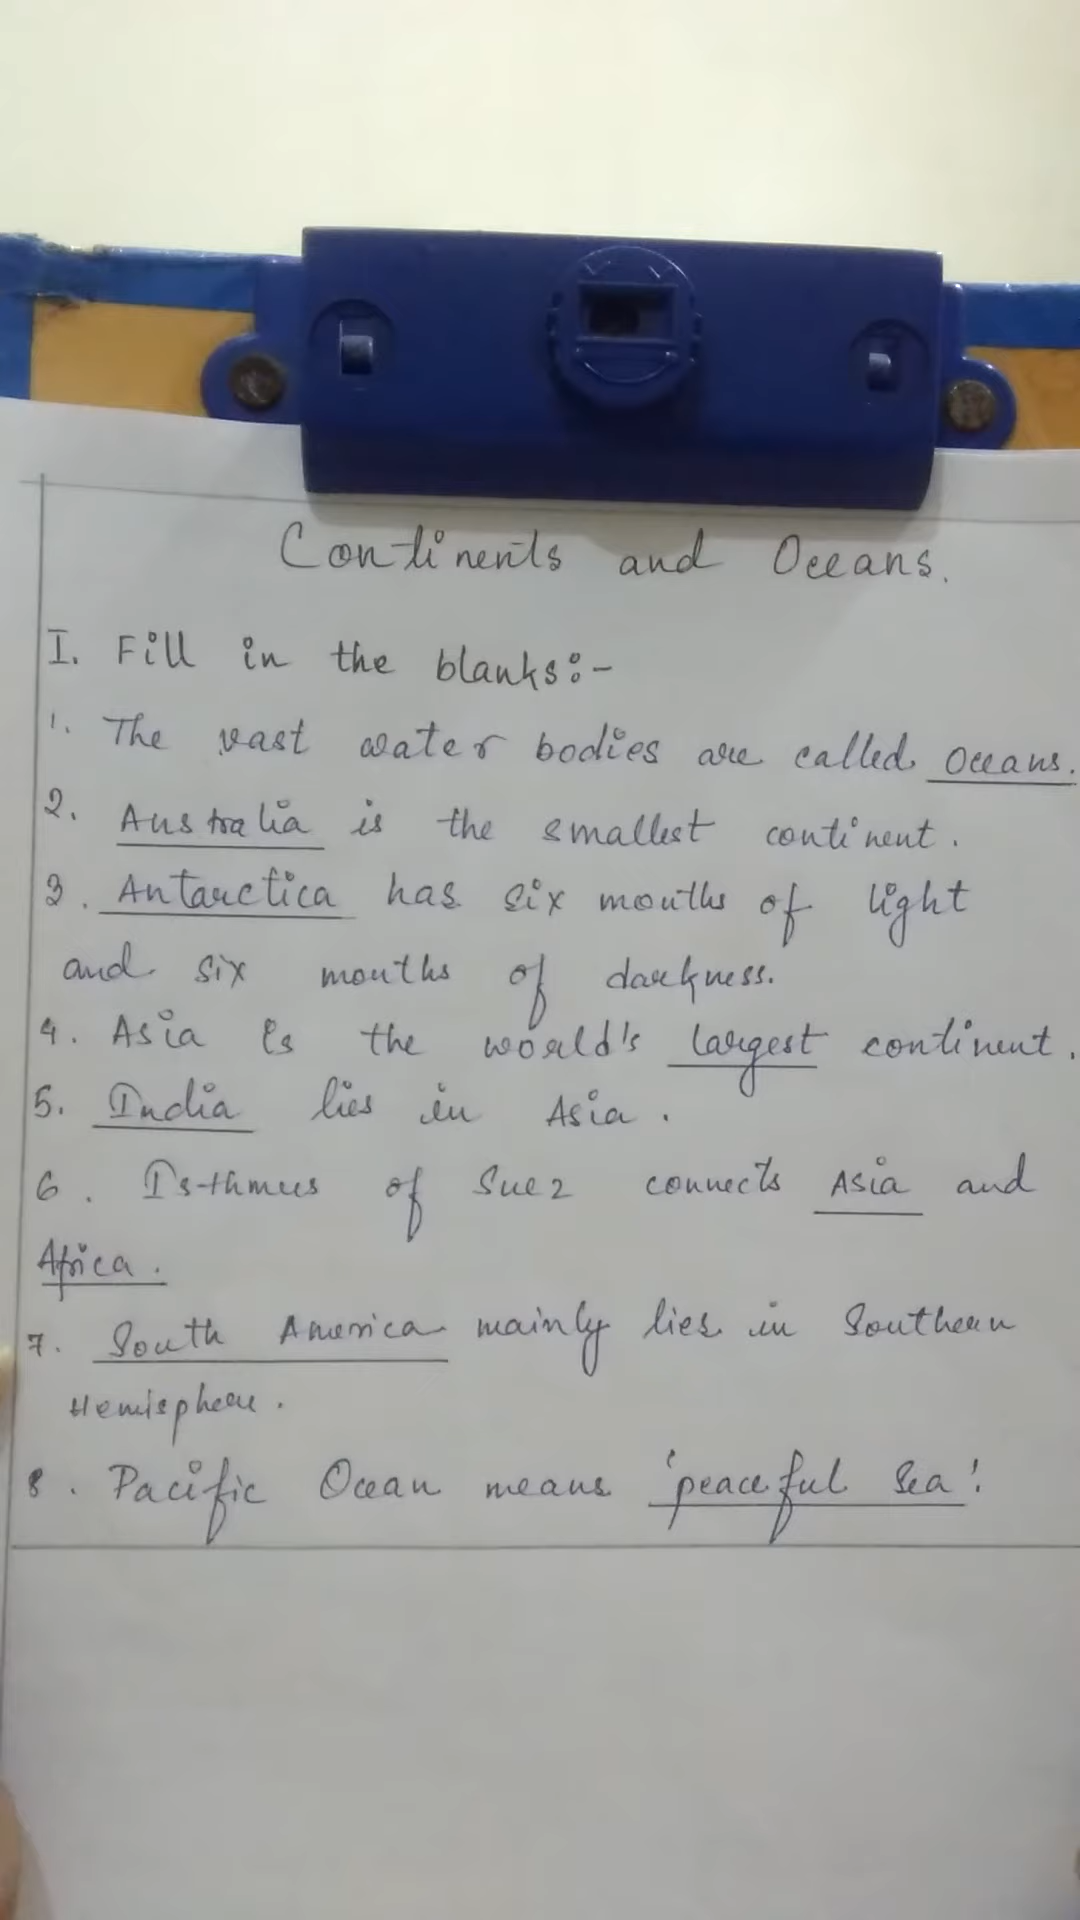 Continents and Oceans.
I. Fill in the blanks:-
1. The vast water bodies are called Oceans.
2. Australia is the smallest continent.
3. Antarctica has six months of light
and six months of darkness.
4. Asia is the world's largest continent.
5. India lies in Asia.
6. Isthmus of Suez connects Asia and
Africa.
7. South America mainly lies in Southern
Hemisphere.
8. Pacific Ocean means 'peaceful Sea'.